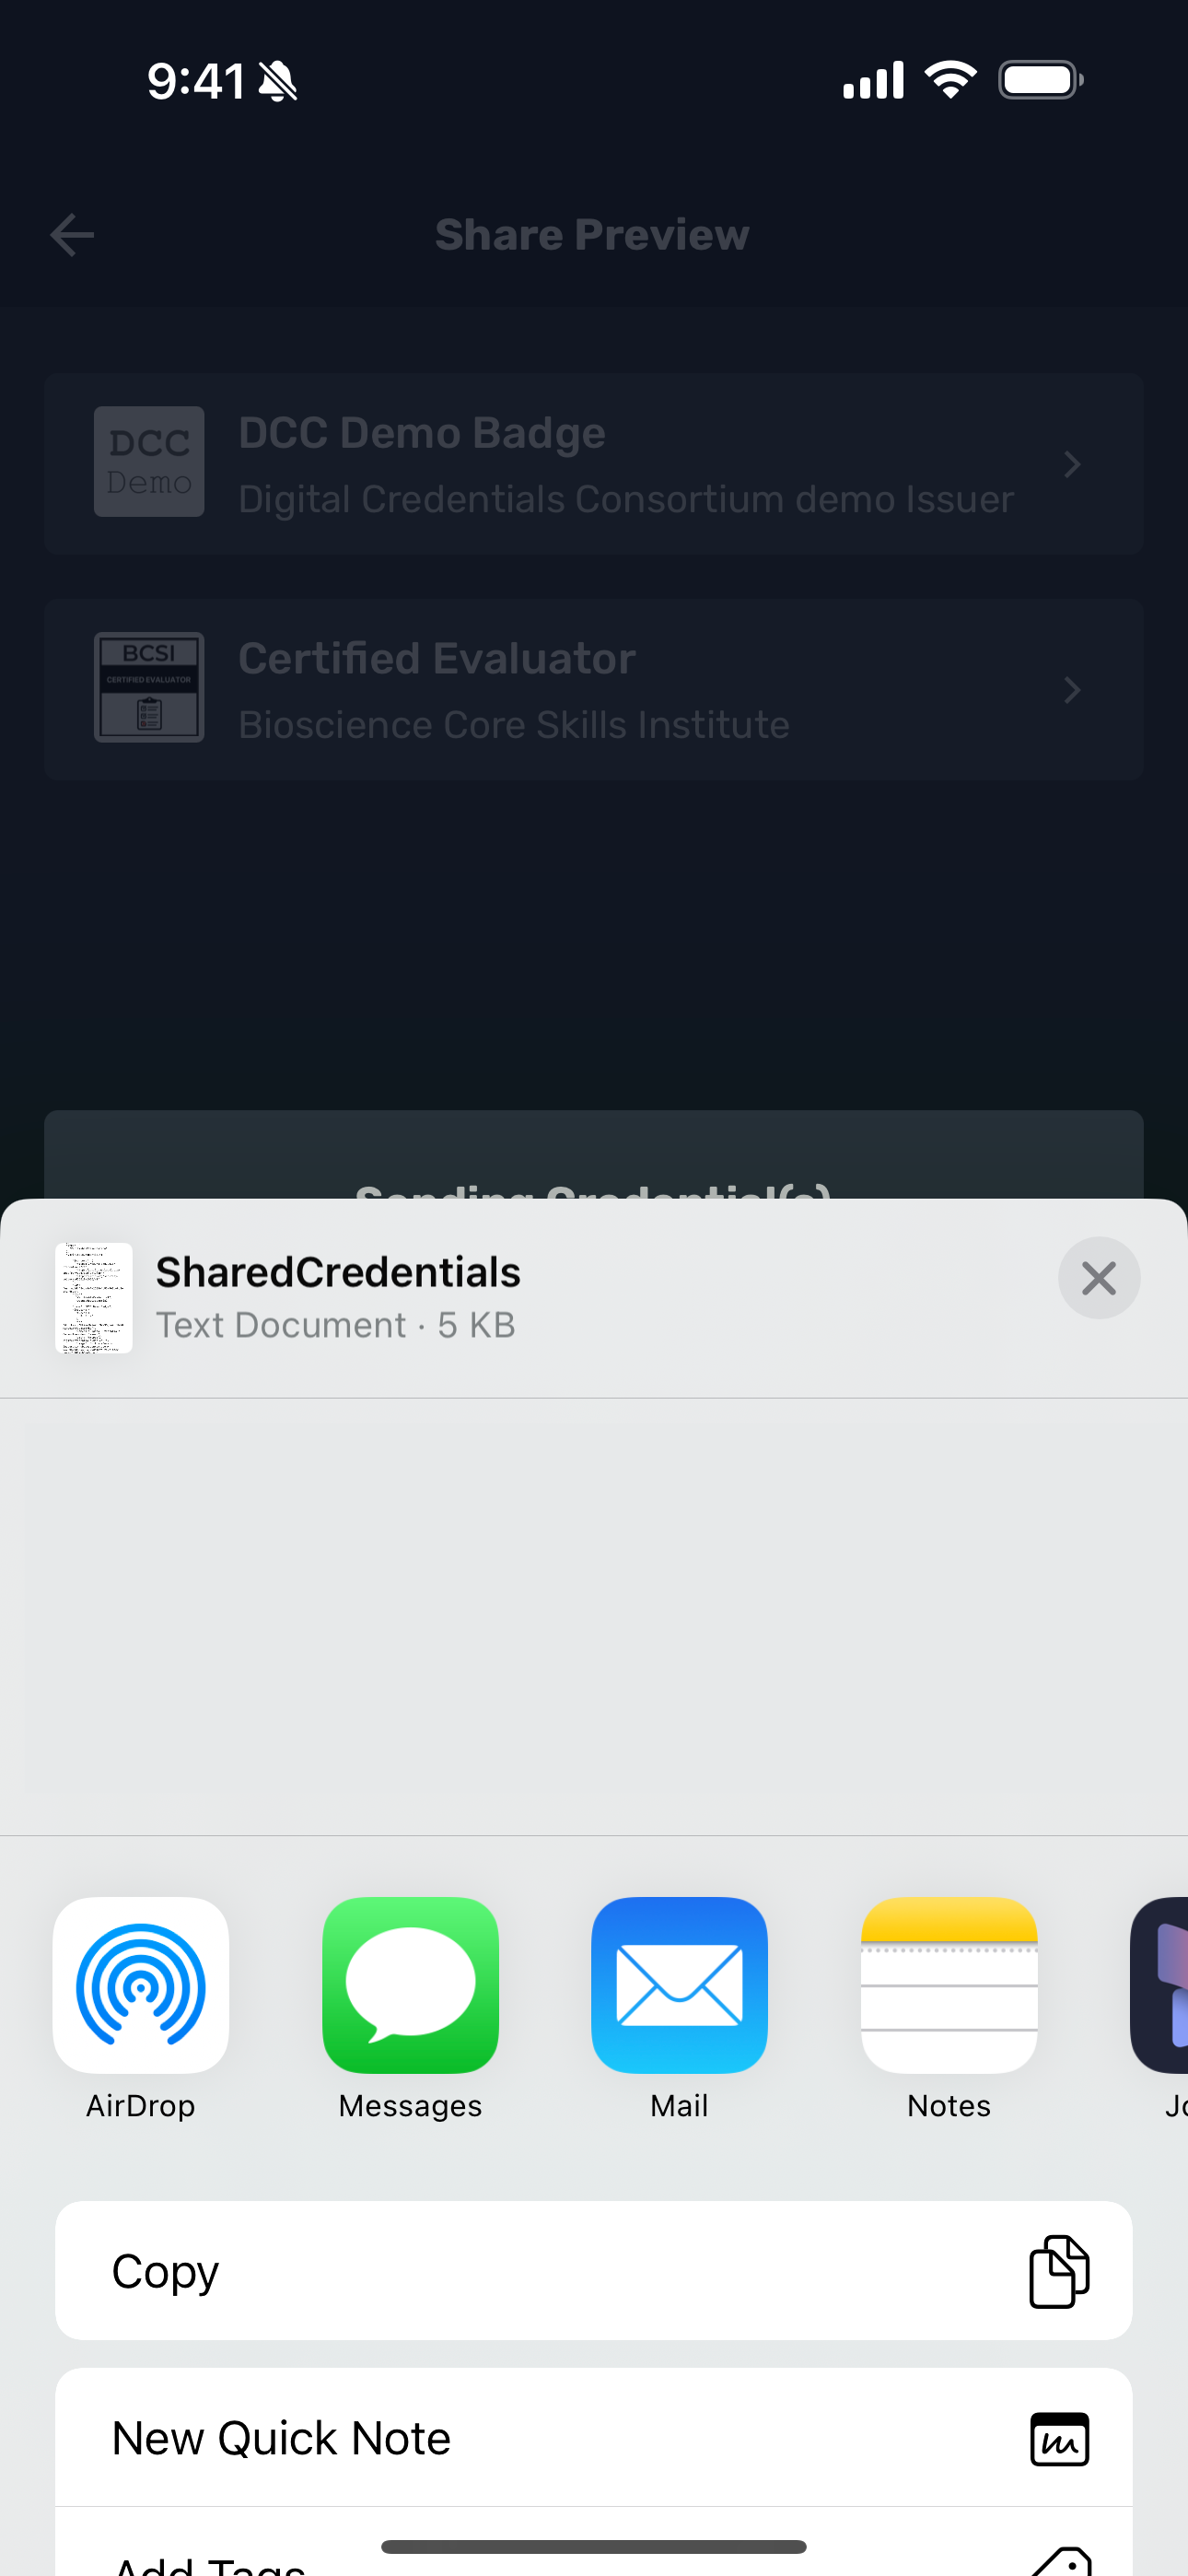 9:41
Share Preview
DCC
Demo
DCC Demo Badge
Digital Credentials Consortium demo Issuer
BCSI
CERTIFIED EVALUATOR
Certified Evaluator
Bioscience Core Skills Institute
Sending Credential(s)
SharedCredentials
Text Document · 5 KB
AirDrop
Messages
Mail
Notes
Copy
New Quick Note
Add Tags